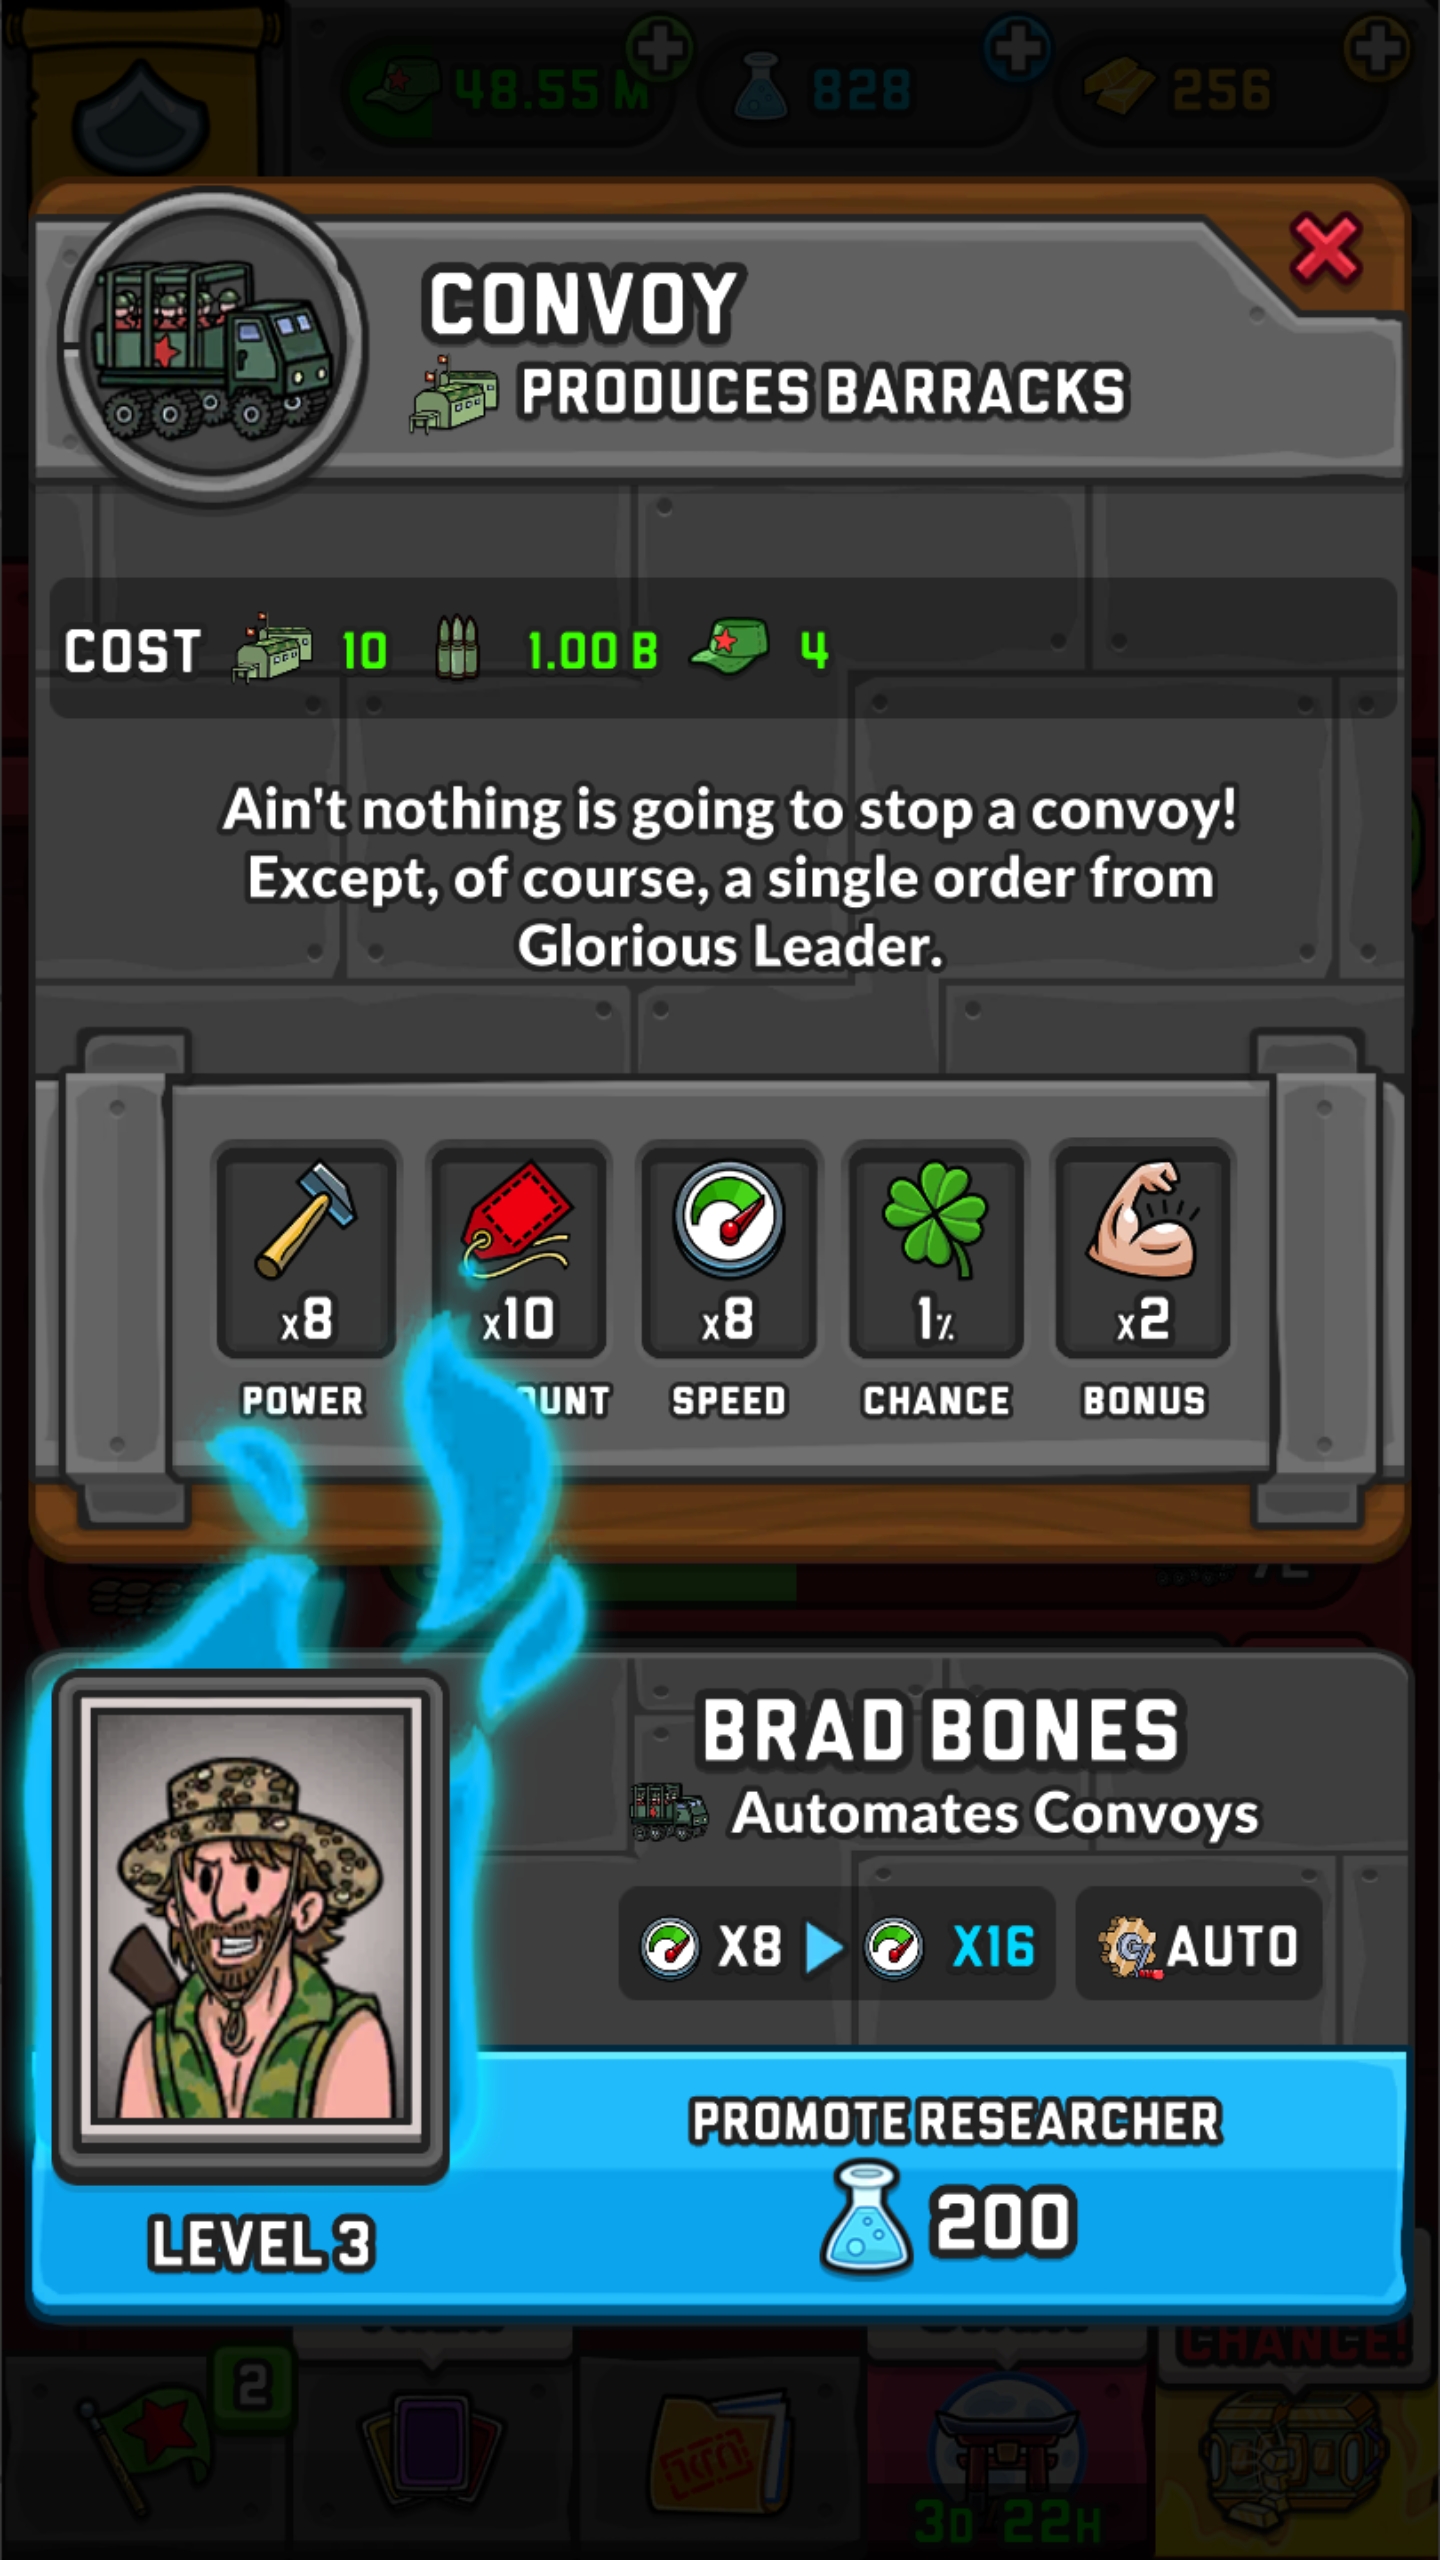 48.55 M
828
256
CONVOY
PRODUCES BARRACKS
COST 10 1.00 B 4
Ain't nothing is going to stop a convoy!
Except, of course, a single order from
Glorious Leader.
x8 x10 x8 1% x2
POWER OUNT SPEED CHANCE BONUS
BRAD BONES
Automates Convoys
X8 X16 AUTO
PROMOTE RESEARCHER
200
LEVEL 3
CHANCE!
2
3D 22H